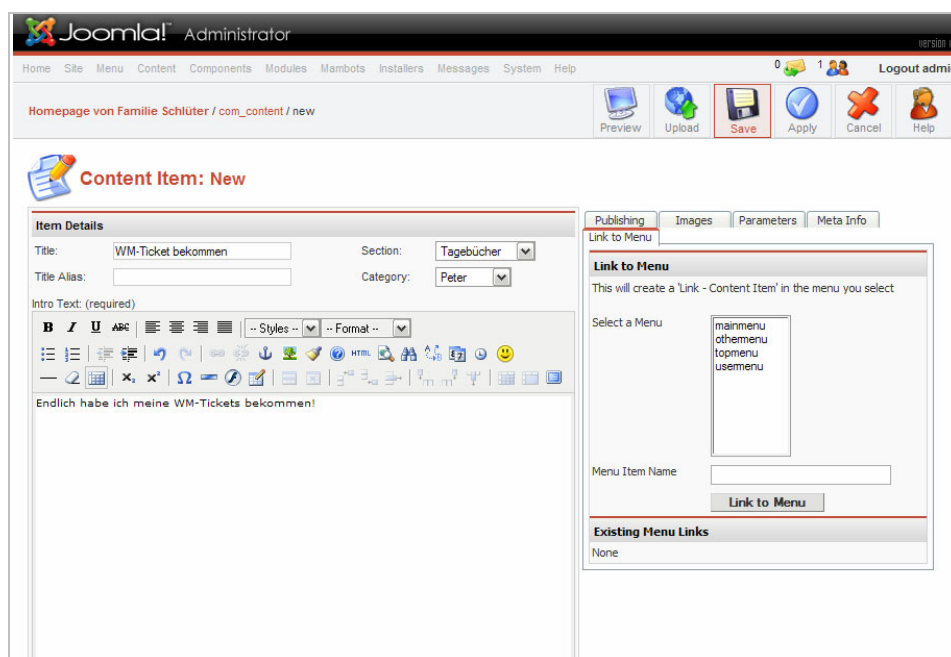 Joomla!™ Administrator
version
Home Site Menu Content Components Modules Mambots Installers Messages System Help
0 1 Logout admi
Homepage von Familie Schlüter / com_content / new
Preview Upload Save Apply Cancel Help
Content Item: New
Item Details
Title: WM-Ticket bekommen Section: Tagebücher
Title Alias: Category: Peter
Intro Text: (required)
B I U ABC -- Styles -- -- Format --
HTML
Endlich habe ich meine WM-Tickets bekommen!
Publishing Images Parameters Meta Info
Link to Menu
Link to Menu
This will create a 'Link - Content Item' in the menu you select
Select a Menu
mainmenu
othermenu
topmenu
usermenu
Menu Item Name
Link to Menu
Existing Menu Links
None